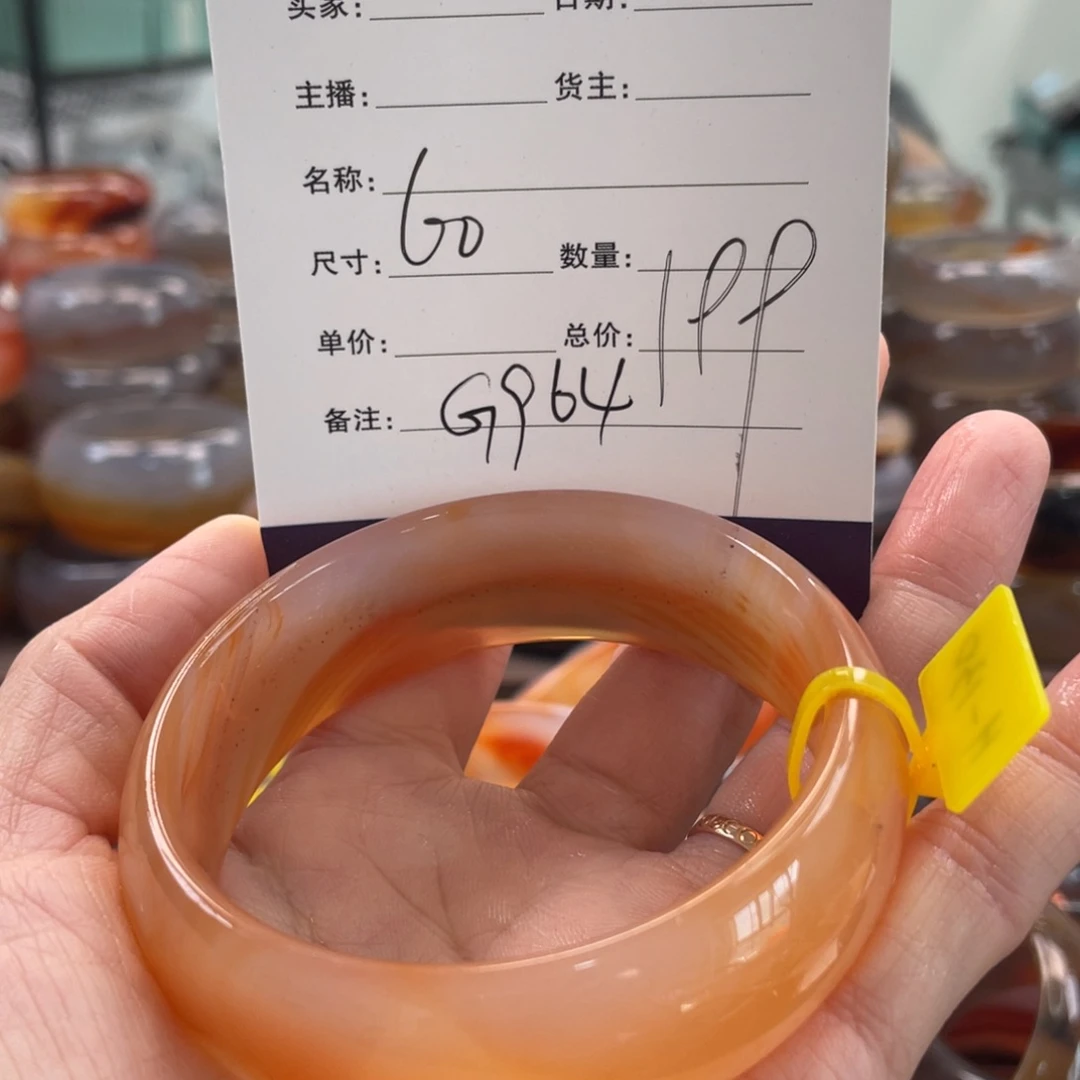 买家: 日期:
主播: 货主:
名称:
尺寸: 60 数量:
单价: 总价: 199
备注: G964